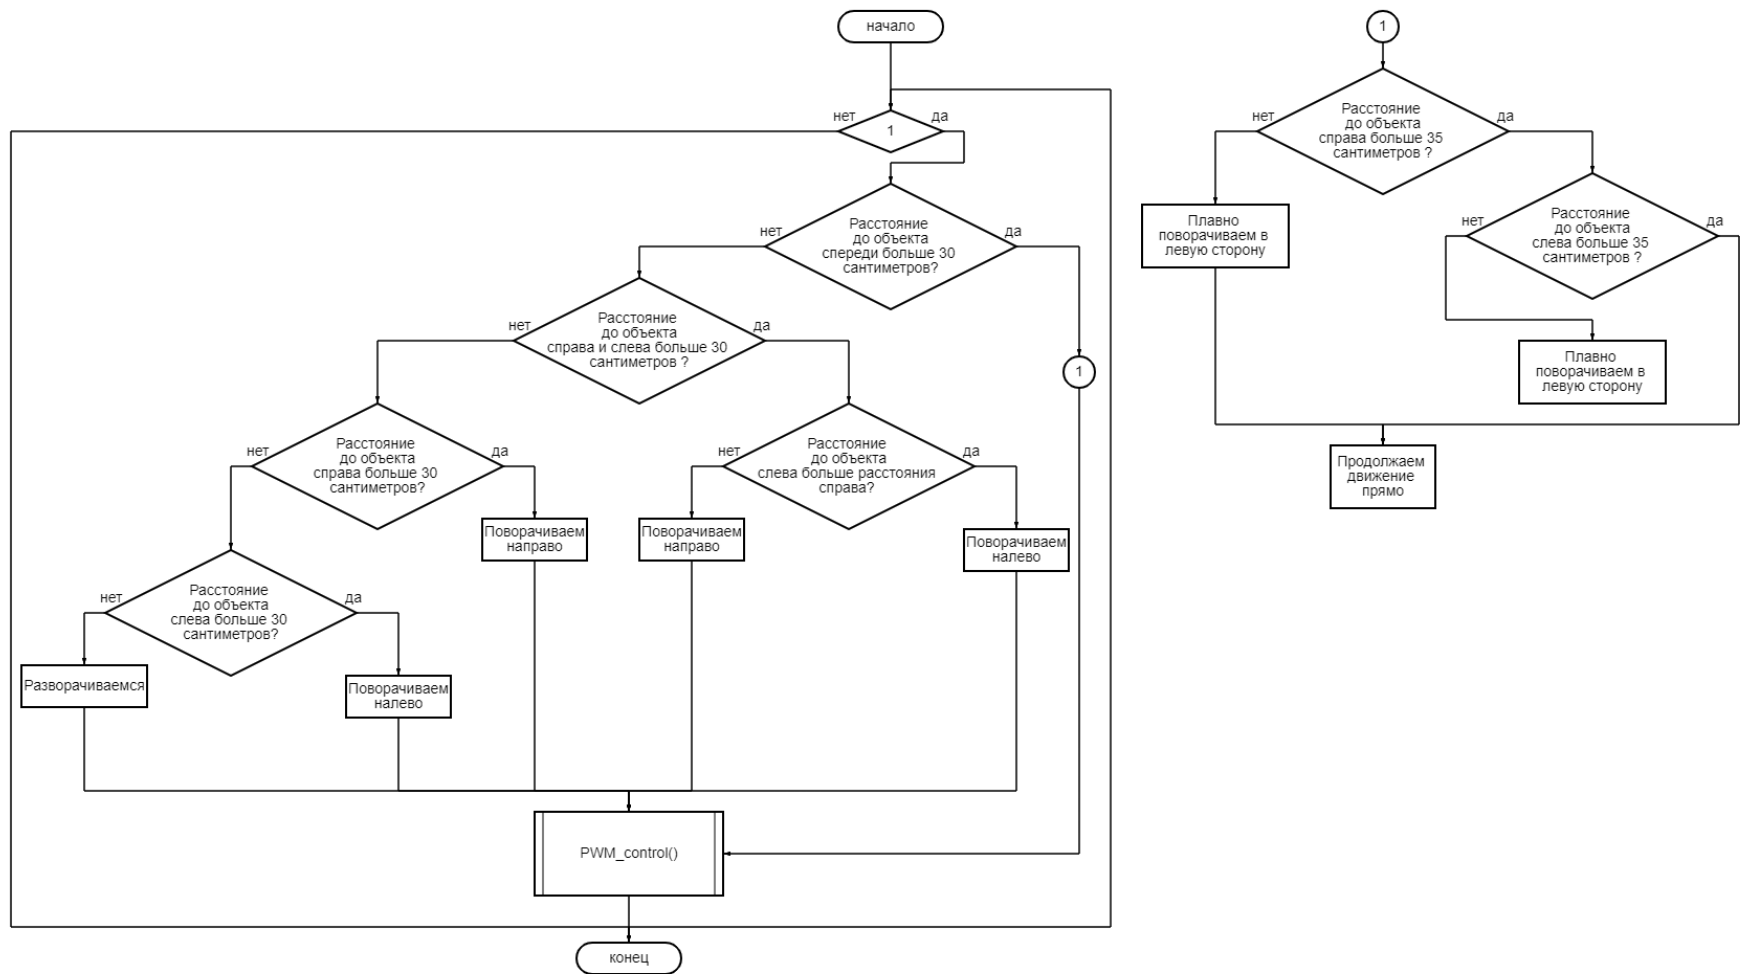 начало
нет
да
1
Расстояние
до объекта
спереди больше 30
сантиметров?
нет
да
Расстояние
до объекта
справа и слева больше 30
сантиметров ?
нет
да
1
Расстояние
до объекта
справа больше 30
сантиметров?
нет
да
Расстояние
до объекта
слева больше расстояния
справа?
нет
да
Поворачиваем
направо
Поворачиваем
направо
Поворачиваем
налево
Расстояние
до объекта
слева больше 30
сантиметров?
нет
да
Разворачиваемся
Поворачиваем
налево
PWM_control()
конец
1
Расстояние
до объекта
справа больше 35
сантиметров ?
нет
да
Плавно
поворачиваем в
левую сторону
Расстояние
до объекта
слева больше 35
сантиметров ?
нет
да
Плавно
поворачиваем в
левую сторону
Продолжаем
движение
прямо